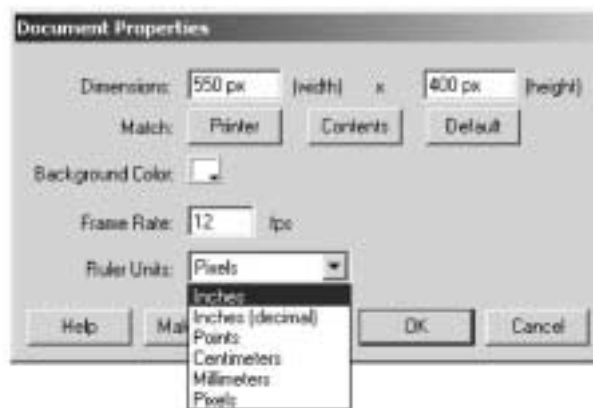 Document Properties
Dimensions: 550 px (width) x 400 px (height)
Match: Printer Contents Default
Background Color:
Frame Rate: 12 fps
Ruler Units: Pixels
Inches
Inches (decimal)
Points
Centimeters
Millimeters
Pixels
Help OK Cancel